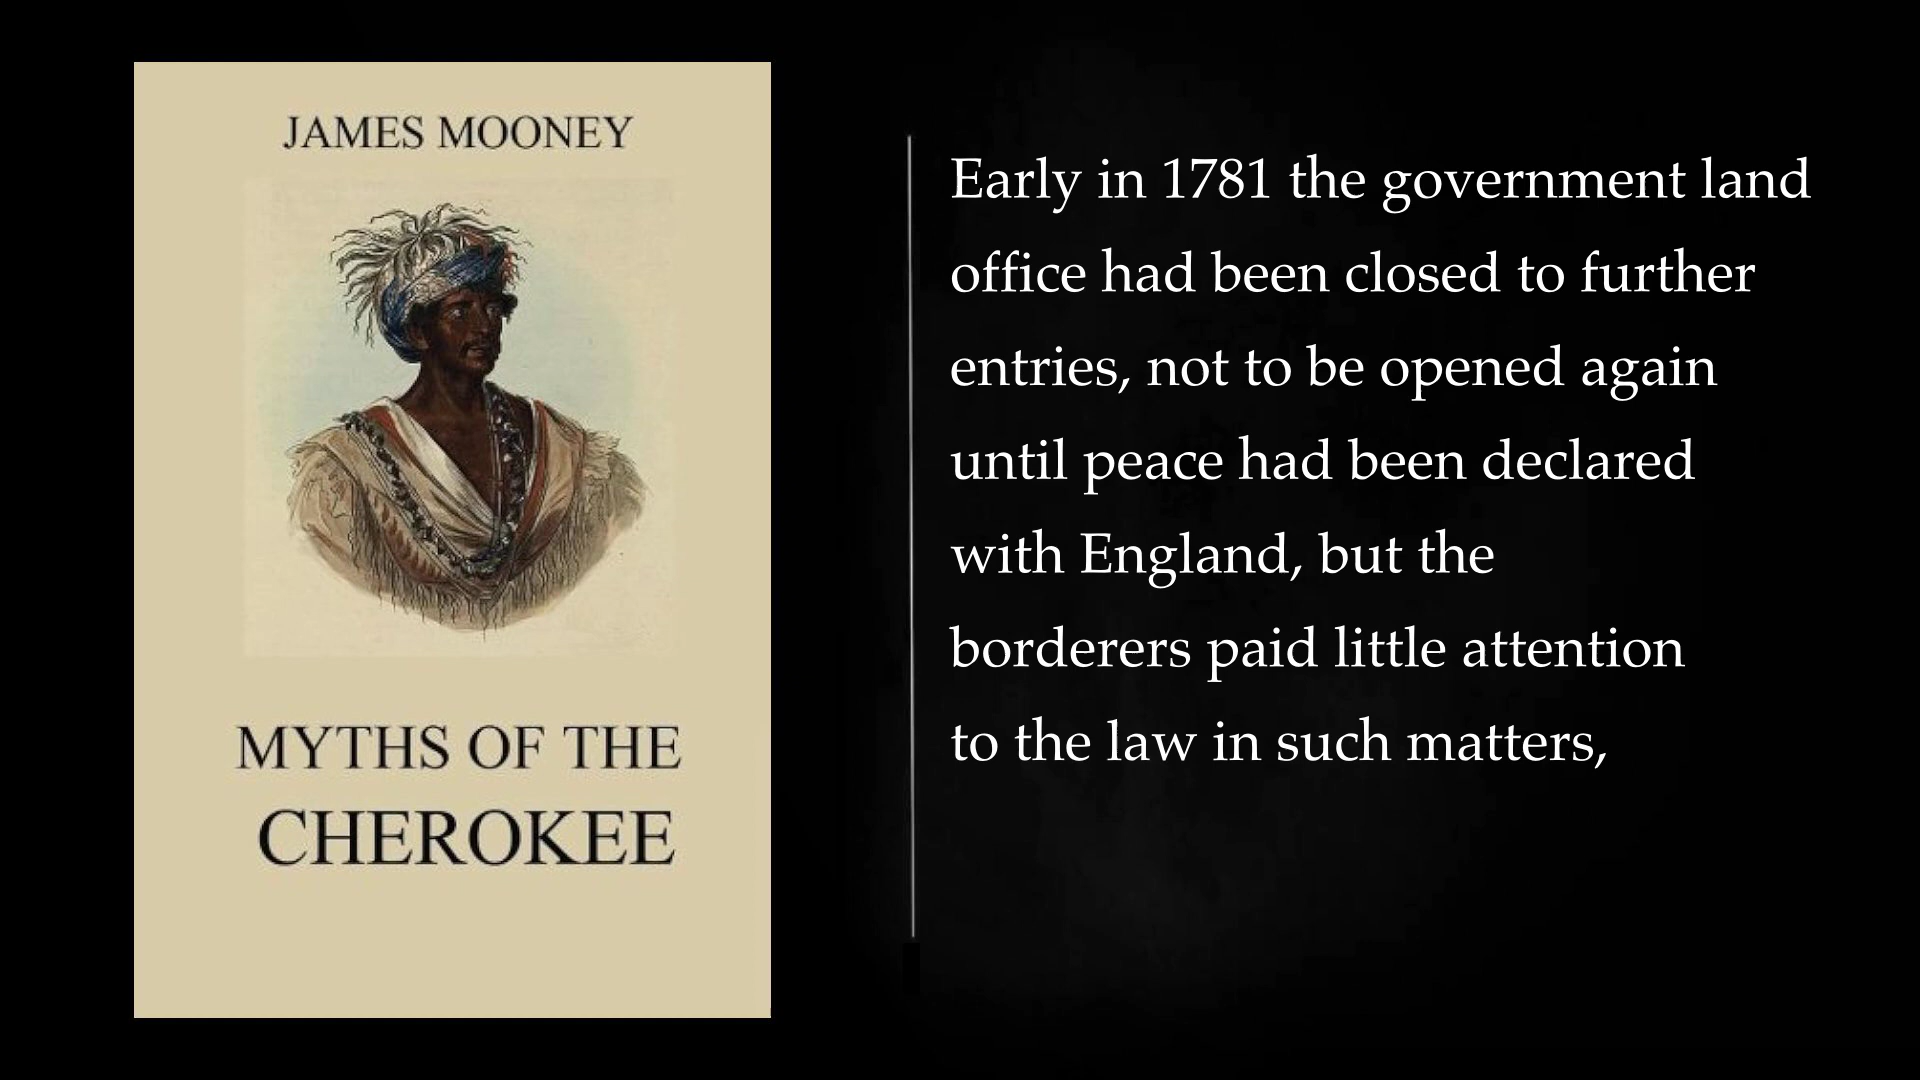 JAMES MOONEY
MYTHS OF THE
CHEROKEE
Early in 1781 the government land
office had been closed to further
entries, not to be opened again
until peace had been declared
with England, but the
borderers paid little attention
to the law in such matters,